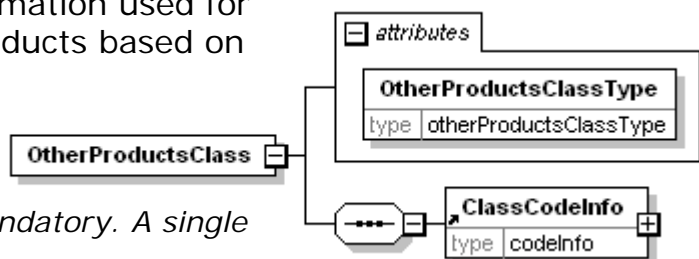 mation used for
ducts based on
ndatory. A single
OtherProductsClass
attributes
OtherProductsClassType
type otherProductsClassType
ClassCodeInfo
type codeInfo